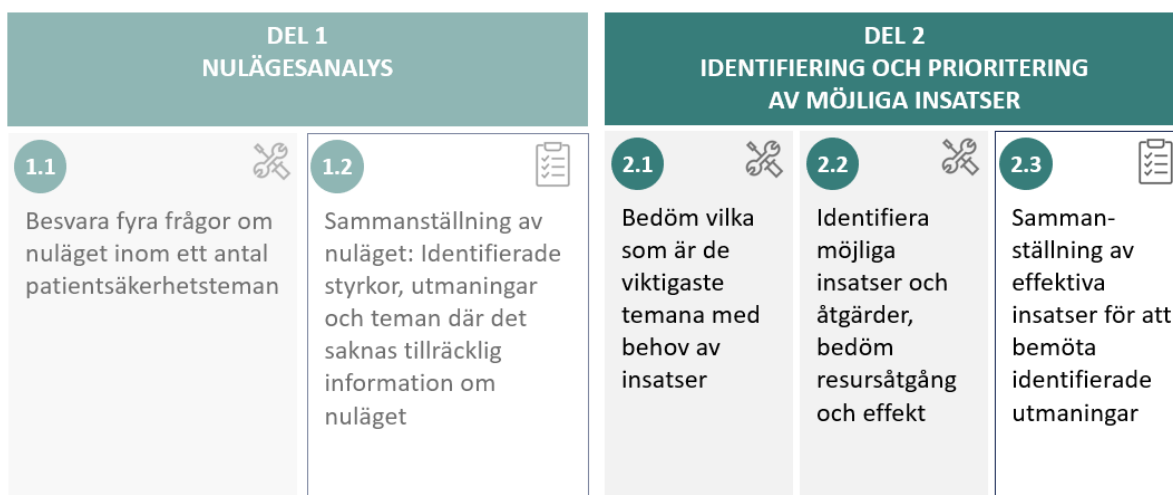 DEL 1
NULÄGESANALYS
DEL 2
IDENTIFIERING OCH PRIORITERING
AV MÖJLIGA INSATSER
1.1
Besvara fyra frågor om
nuläget inom ett antal
patientsäkerhetsteman
1.2
Sammanställning av
nuläget: Identifierade
styrkor, utmaningar
och teman där det
saknas tillräcklig
information om
nuläget
2.1
Bedöm vilka
som är de
viktigaste
temana med
behov av
insatser
2.2
Identifiera
möjliga
insatser och
åtgärder,
bedöm
resursåtgång
och effekt
2.3
Samman-
ställning av
effektiva
insatser för att
bemöta
identifierade
utmaningar